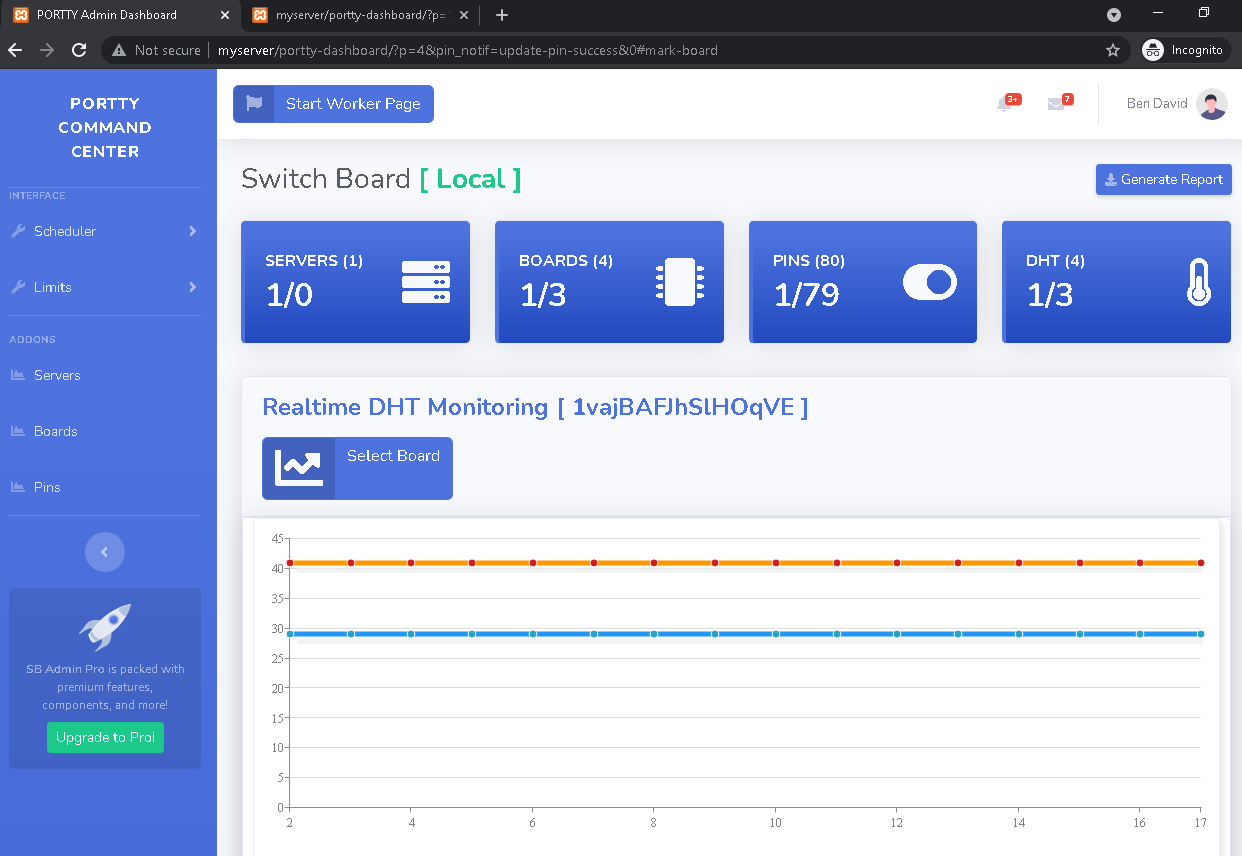 PORTTY Admin Dashboard
myserver/portty-dashboard/?p=
Not secure
myserver/portty-dashboard/?p=4&pin_notif=update-pin-success&0#mark-board
Incognito
PORTTY
COMMAND
CENTER
INTERFACE
Scheduler
Limits
ADDONS
Servers
Boards
Pins
SB Admin Pro is packed with
premium features,
components, and more!
Upgrade to Pro!
Start Worker Page
3+
7
Ben David
Switch Board [ Local ]
Generate Report
SERVERS (1)
1/0
BOARDS (4)
1/3
PINS (80)
1/79
DHT (4)
1/3
Realtime DHT Monitoring [ 1vajBAFJhSlHOqVE ]
Select Board
45
40
35
30
25
20
15
10
5
0
2 4 6 8 10 12 14 16 17